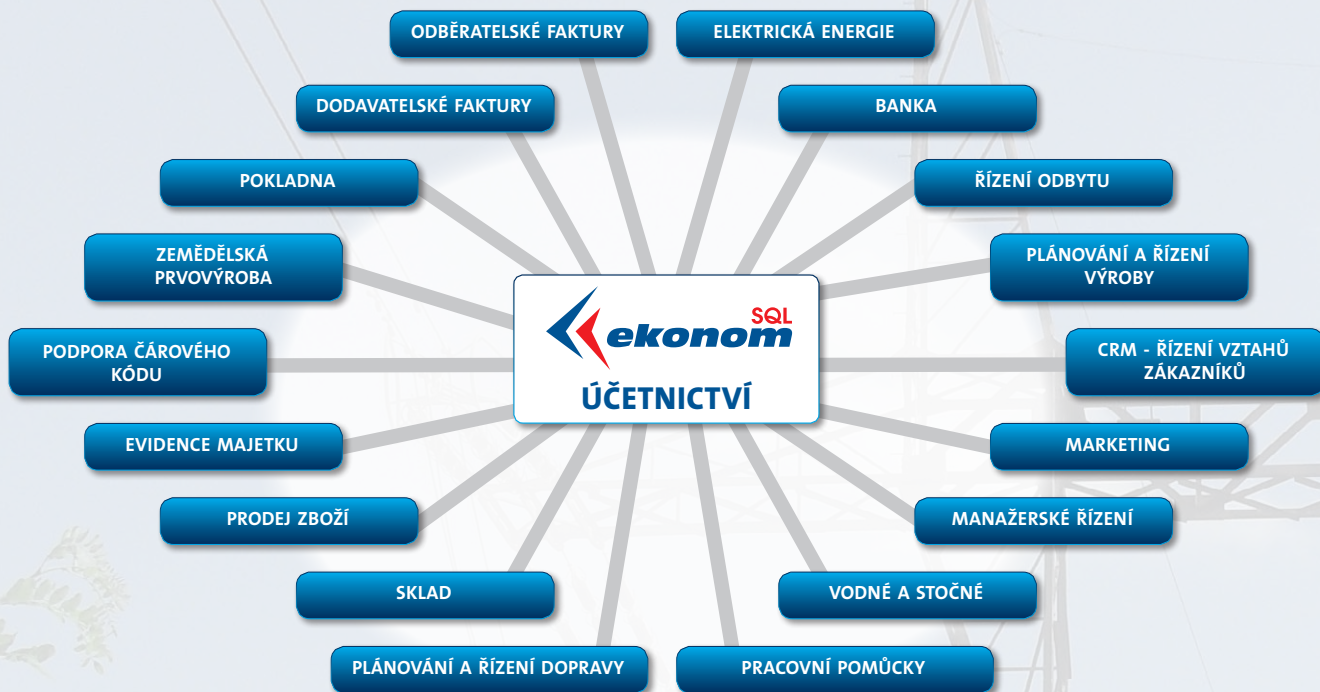 ODBĚRATELSKÉ FAKTURY
ELEKTRICKÁ ENERGIE
DODAVATELSKÉ FAKTURY
BANKA
POKLADNA
ŘÍZENÍ ODBYTU
ZEMĚDĚLSKÁ
PRVOVÝROBA
PLÁNOVÁNÍ A ŘÍZENÍ
VÝROBY
SQL
ekonom
ÚČETNICTVÍ
PODPORA ČÁROVÉHO
KÓDU
CRM - ŘÍZENÍ VZTAHŮ
ZÁKAZNÍKŮ
EVIDENCE MAJETKU
MARKETING
PRODEJ ZBOŽÍ
MANAŽERSKÉ ŘÍZENÍ
SKLAD
VODNÉ A STOČNÉ
PLÁNOVÁNÍ A ŘÍZENÍ DOPRAVY
PRACOVNÍ POMŮCKY